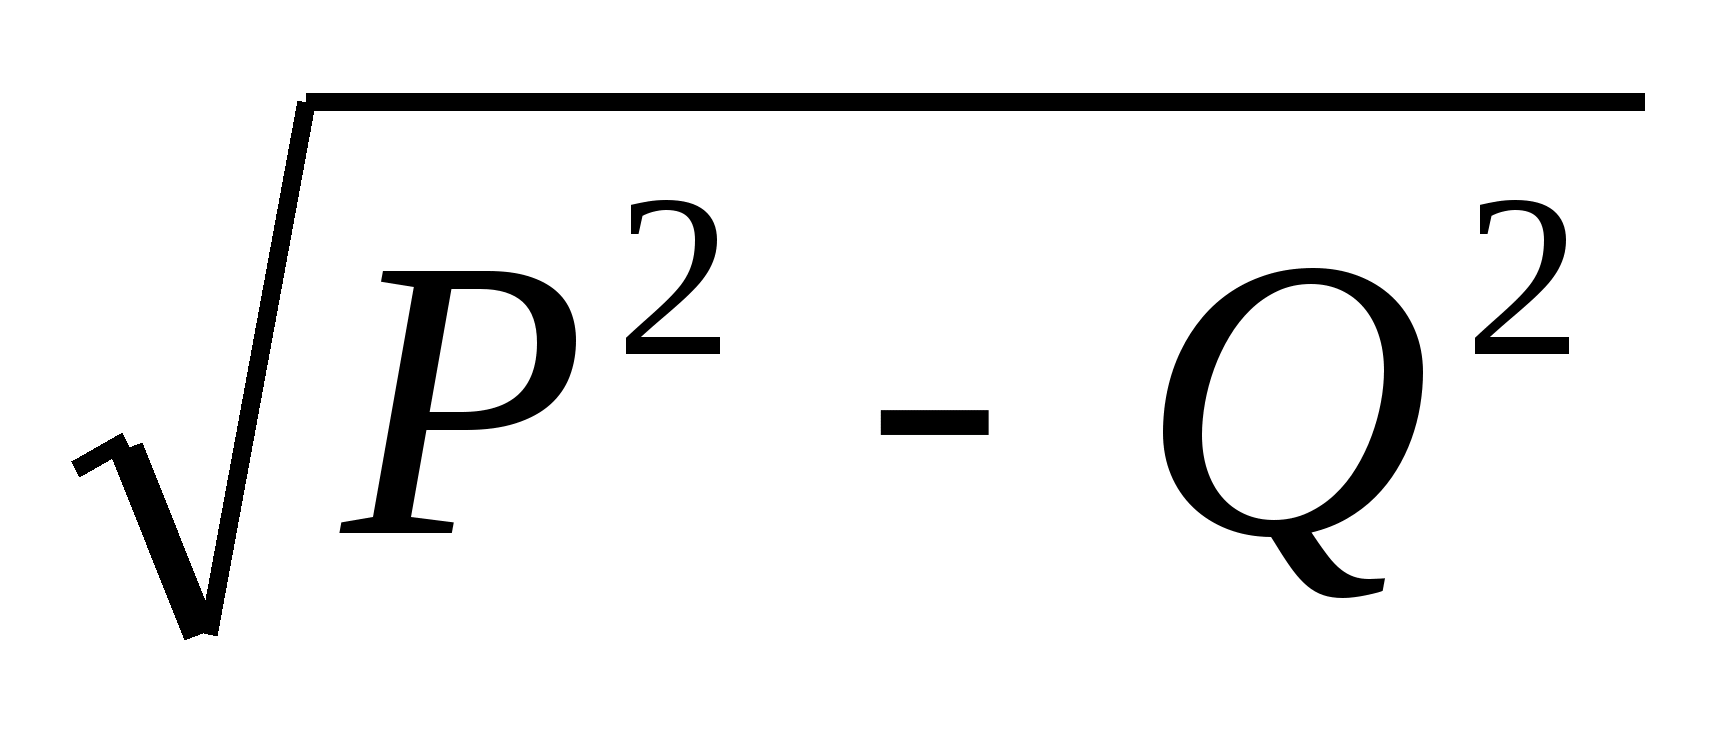 √(P² - Q²)